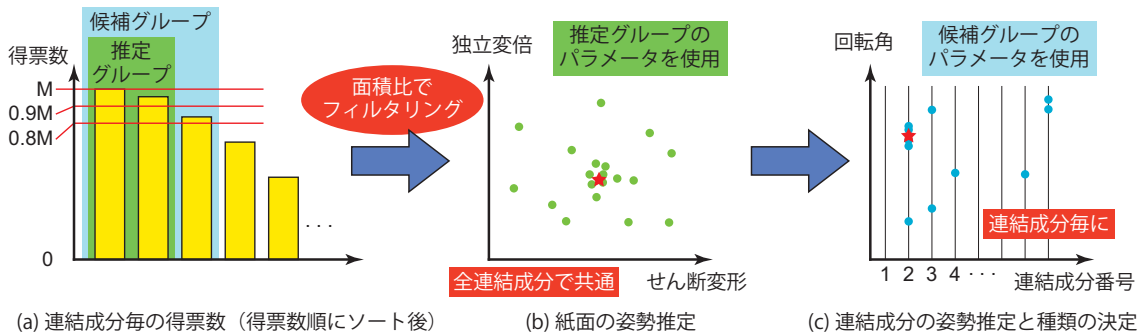 候補グループ
得票数
推定
グループ
M
0.9M
0.8M
0
・・・
(a) 連結成分毎の得票数（得票数順にソート後）
面積比で
フィルタリング
独立変倍
推定グループの
パラメータを使用
全連結成分で共通
せん断変形
(b) 紙面の姿勢推定
回転角
候補グループの
パラメータを使用
連結成分毎に
1 2 3 4 ・・・
連結成分番号
(c) 連結成分の姿勢推定と種類の決定